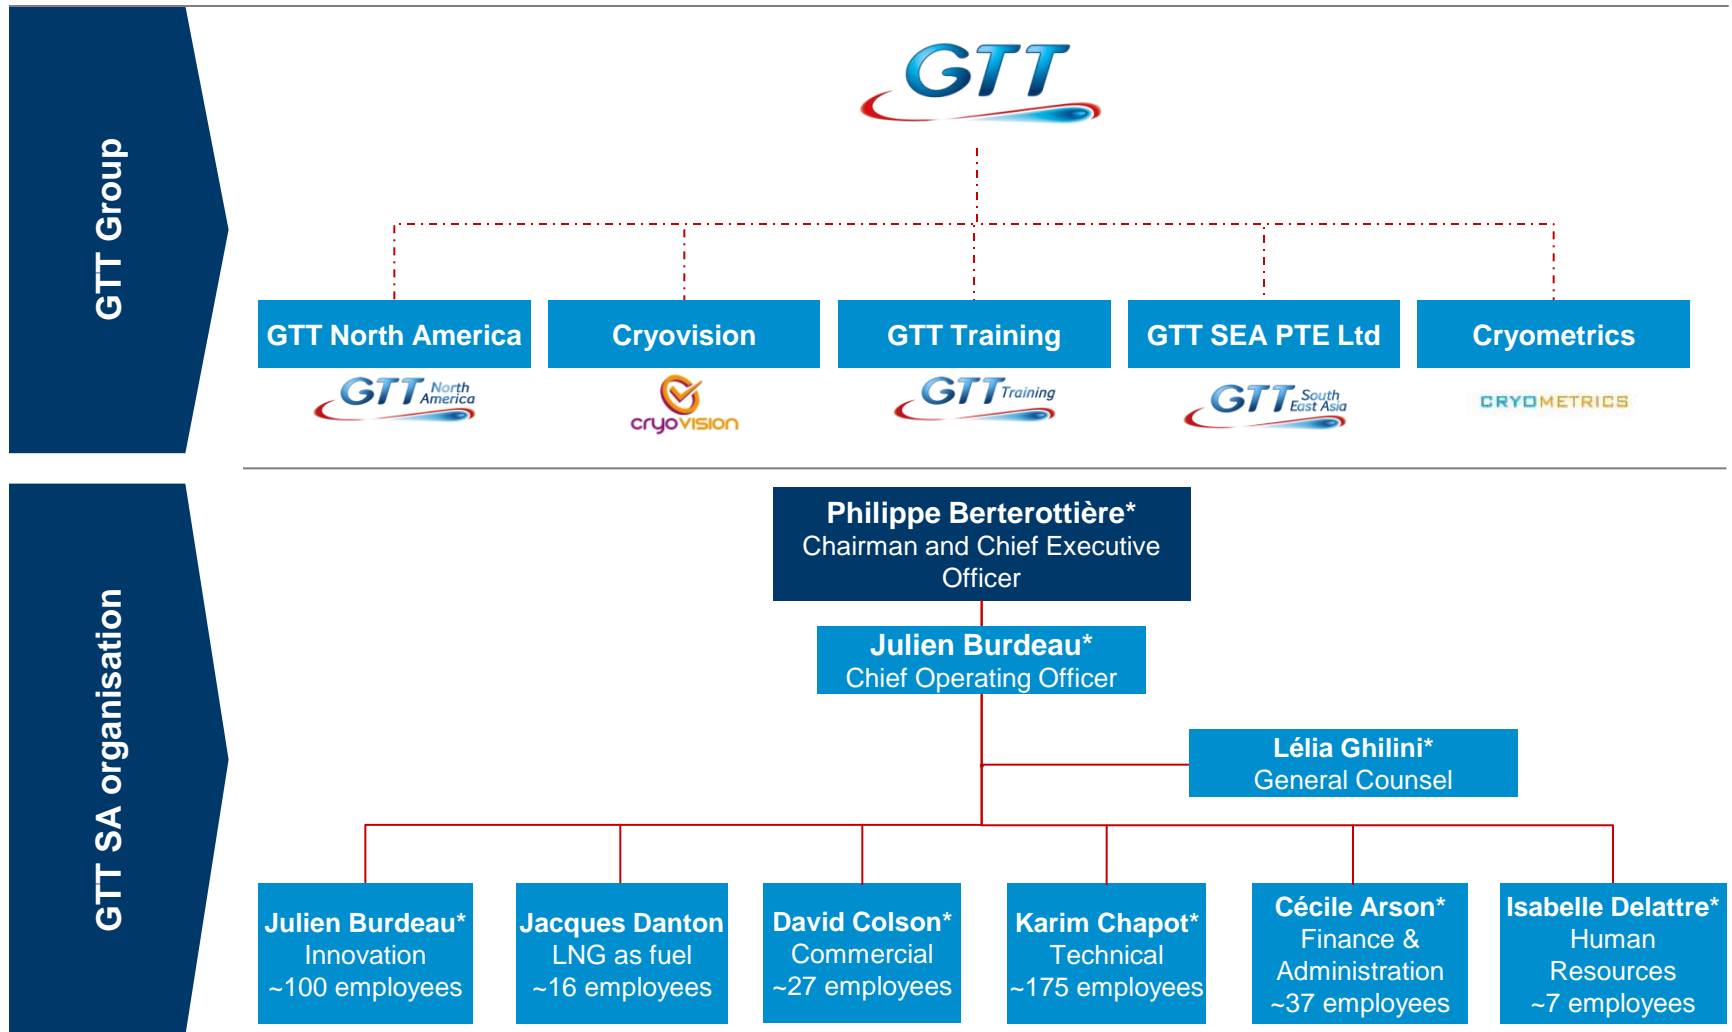 GTT Group
GTT
GTT North America
Cryovision
GTT Training
GTT SEA PTE Ltd
Cryometrics
GTT North
America
cryovision
GTT Training
GTT South
East Asia
CRYOMETRICS
GTT SA organisation
Philippe Berterottière*
Chairman and Chief Executive
Officer
Julien Burdeau*
Chief Operating Officer
Lélia Ghilini*
General Counsel
Julien Burdeau*
Innovation
~100 employees
Jacques Danton
LNG as fuel
~16 employees
David Colson*
Commercial
~27 employees
Karim Chapot*
Technical
~175 employees
Cécile Arson*
Finance &
Administration
~37 employees
Isabelle Delattre*
Human
Resources
~7 employees